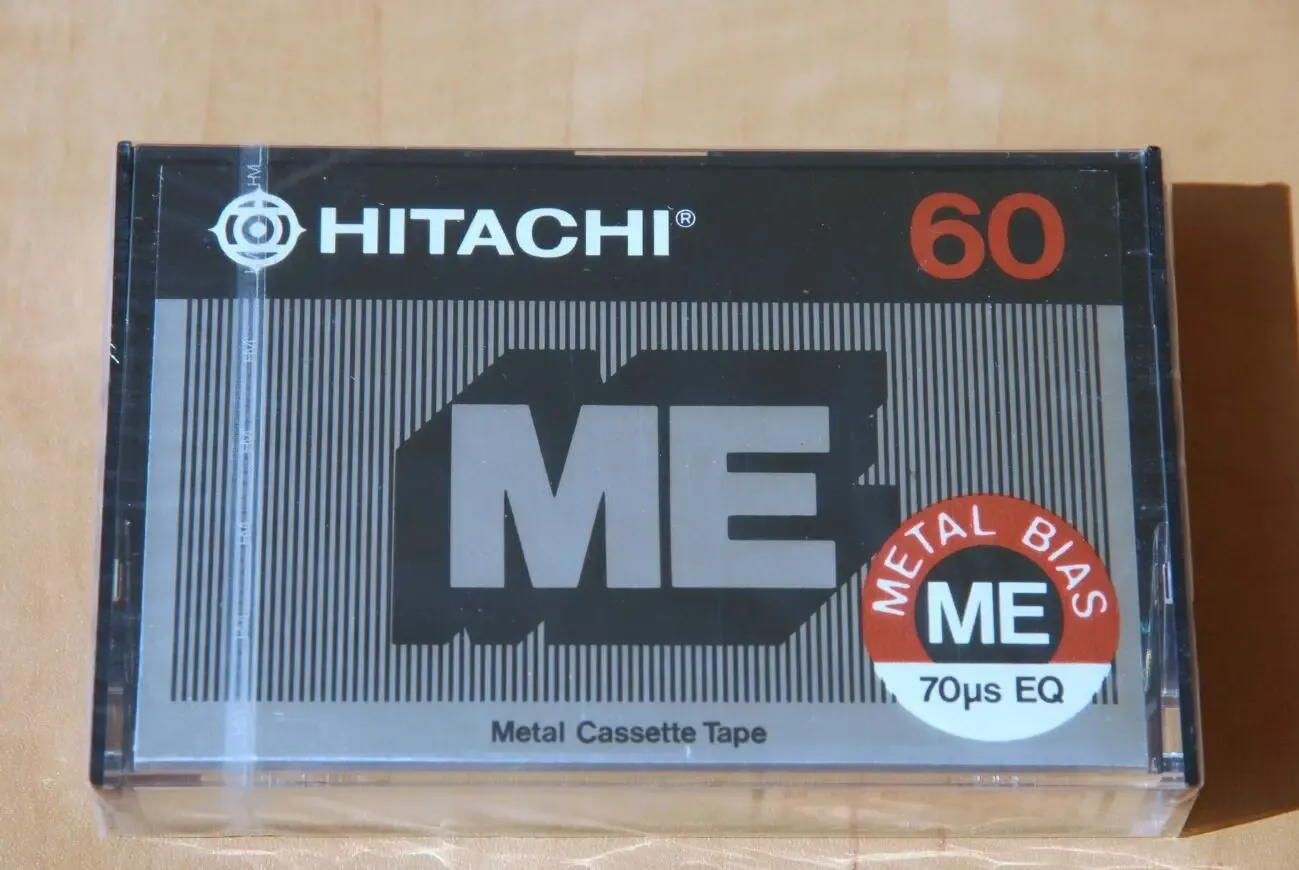 HITACHI®
60
ME
METAL BIAS
ME
70µs EQ
Metal Cassette Tape